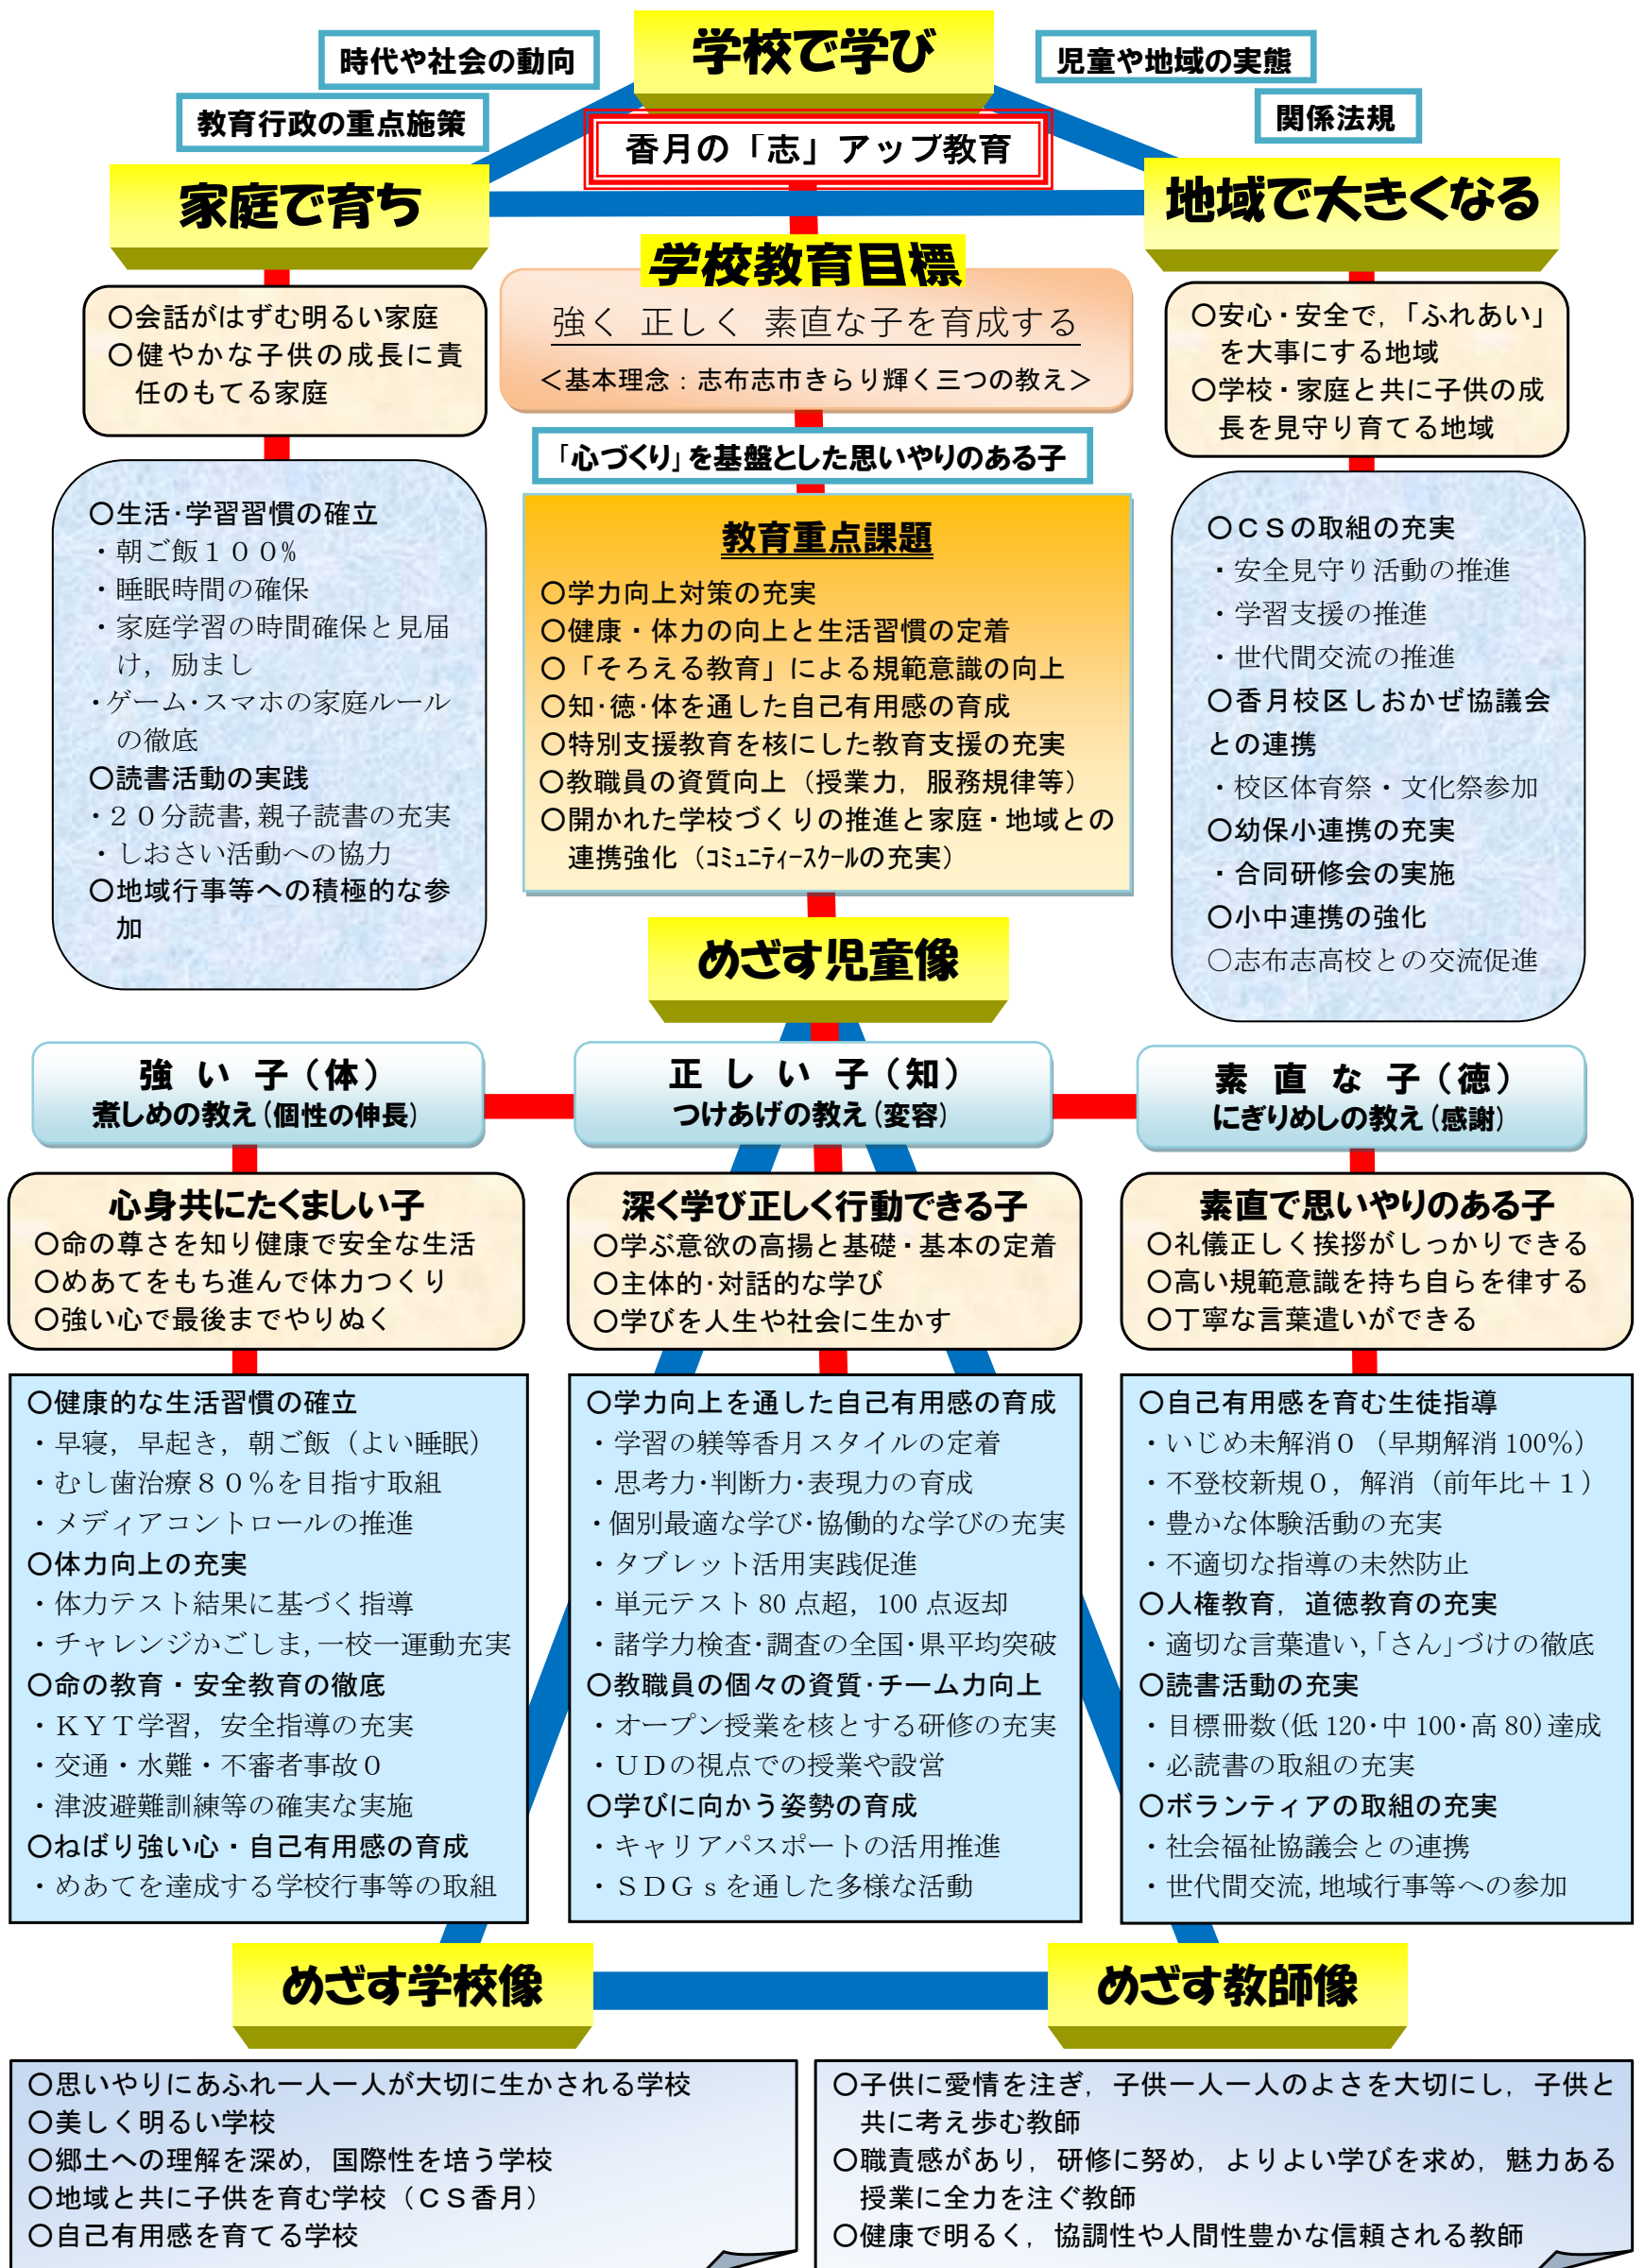 学校で学び
時代や社会の動向
児童や地域の実態
教育行政の重点施策
関係法規
香月の「志」アップ教育
家庭で育ち
地域で大きくなる
○会話がはずむ明るい家庭
○健やかな子供の成長に責
任のもてる家庭
学校教育目標
強く 正しく 素直な子を育成する
＜基本理念：志布志市きらり輝く三つの教え＞
○安心・安全で，「ふれあい」
を大事にする地域
○学校・家庭と共に子供の成
長を見守り育てる地域
「心づくり」を基盤とした思いやりのある子
○生活・学習習慣の確立
・朝ご飯１００%
・睡眠時間の確保
・家庭学習の時間確保と見届
け，励まし
・ゲーム・スマホの家庭ルール
の徹底
○読書活動の実践
・２０分読書,親子読書の充実
・しおさい活動への協力
○地域行事等への積極的な参
加
教育重点課題
○学力向上対策の充実
○健康・体力の向上と生活習慣の定着
○「そろえる教育」による規範意識の向上
○知・徳・体を通した自己有用感の育成
○特別支援教育を核にした教育支援の充実
○教職員の資質向上（授業力，服務規律等）
○開かれた学校づくりの推進と家庭・地域との
連携強化（ｺﾐｭﾆﾃｨｰｽｸｰﾙの充実）
○ＣＳの取組の充実
・安全見守り活動の推進
・学習支援の推進
・世代間交流の推進
○香月校区しおかぜ協議会
との連携
・校区体育祭・文化祭参加
○幼保小連携の充実
・合同研修会の実施
○小中連携の強化
○志布志高校との交流促進
めざす児童像
強 い 子（体）
煮しめの教え（個性の伸長）
正 し い 子（知）
つけあげの教え（変容）
素 直 な 子（徳）
にぎりめしの教え（感謝）
心身共にたくましい子
○命の尊さを知り健康で安全な生活
○めあてをもち進んで体力つくり
○強い心で最後までやりぬく
深く学び正しく行動できる子
○学ぶ意欲の高揚と基礎・基本の定着
○主体的・対話的な学び
○学びを人生や社会に生かす
素直で思いやりのある子
○礼儀正しく挨拶がしっかりできる
○高い規範意識を持ち自らを律する
○丁寧な言葉遣いができる
○健康的な生活習慣の確立
・早寝，早起き，朝ご飯（よい睡眠）
・むし歯治療８０％を目指す取組
・メディアコントロールの推進
○体力向上の充実
・体力テスト結果に基づく指導
・チャレンジかごしま,一校一運動充実
○命の教育・安全教育の徹底
・ＫＹＴ学習，安全指導の充実
・交通・水難・不審者事故０
・津波避難訓練等の確実な実施
○ねばり強い心・自己有用感の育成
・めあてを達成する学校行事等の取組
○学力向上を通した自己有用感の育成
・学習の躾等香月スタイルの定着
・思考力・判断力・表現力の育成
・個別最適な学び・協働的な学びの充実
・タブレット活用実践促進
・単元テスト 80 点超，100 点返却
・諸学力検査・調査の全国・県平均突破
○教職員の個々の資質・チーム力向上
・オープン授業を核とする研修の充実
・ＵＤの視点での授業や設営
○学びに向かう姿勢の育成
・キャリアパスポートの活用推進
・ＳＤＧｓを通した多様な活動
○自己有用感を育む生徒指導
・いじめ未解消０（早期解消 100％）
・不登校新規０，解消（前年比＋１）
・豊かな体験活動の充実
・不適切な指導の未然防止
○人権教育，道徳教育の充実
・適切な言葉遣い,「さん」づけの徹底
○読書活動の充実
・目標冊数(低 120・中 100・高 80)達成
・必読書の取組の充実
○ボランティアの取組の充実
・社会福祉協議会との連携
・世代間交流,地域行事等への参加
めざす学校像
めざす教師像
○思いやりにあふれ一人一人が大切に生かされる学校
○美しく明るい学校
○郷土への理解を深め，国際性を培う学校
○地域と共に子供を育む学校（ＣＳ香月）
○自己有用感を育てる学校
○子供に愛情を注ぎ，子供一人一人のよさを大切にし，子供と
共に考え歩む教師
○職責感があり，研修に努め，よりよい学びを求め，魅力ある
授業に全力を注ぐ教師
○健康で明るく，協調性や人間性豊かな信頼される教師